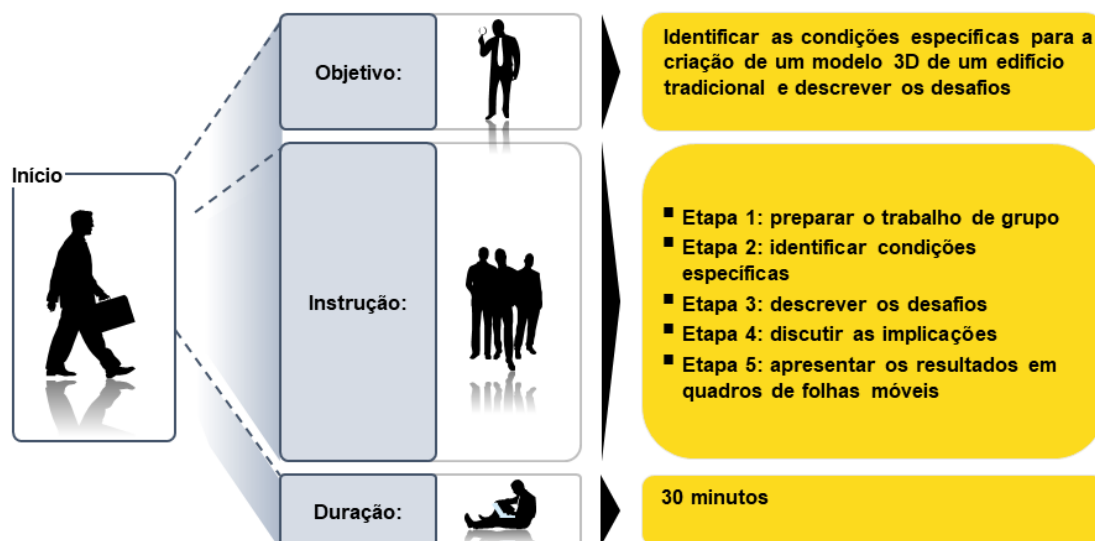 Objetivo:
Identificar as condições específicas para a
criação de um modelo 3D de um edificio
tradicional e descrever os desafios
Início
Instrução:
▪ Etapa 1: preparar o trabalho de grupo
▪ Etapa 2: identificar condições
específicas
▪ Etapa 3: descrever os desafios
▪ Etapa 4: discutir as implicações
▪ Etapa 5: apresentar os resultados em
quadros de folhas móveis
Duração:
30 minutos